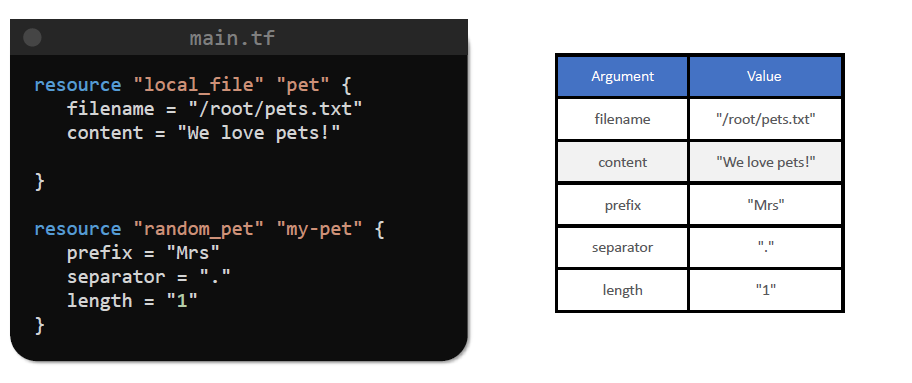 main.tf
resource "local_file" "pet" {
filename = "/root/pets.txt"
content = "We love pets!"
}
resource "random_pet" "my-pet" {
prefix = "Mrs"
separator = "."
length = "1"
}
Argument Value
filename "/root/pets.txt"
content "We love pets!"
prefix "Mrs"
separator "."
length "1"